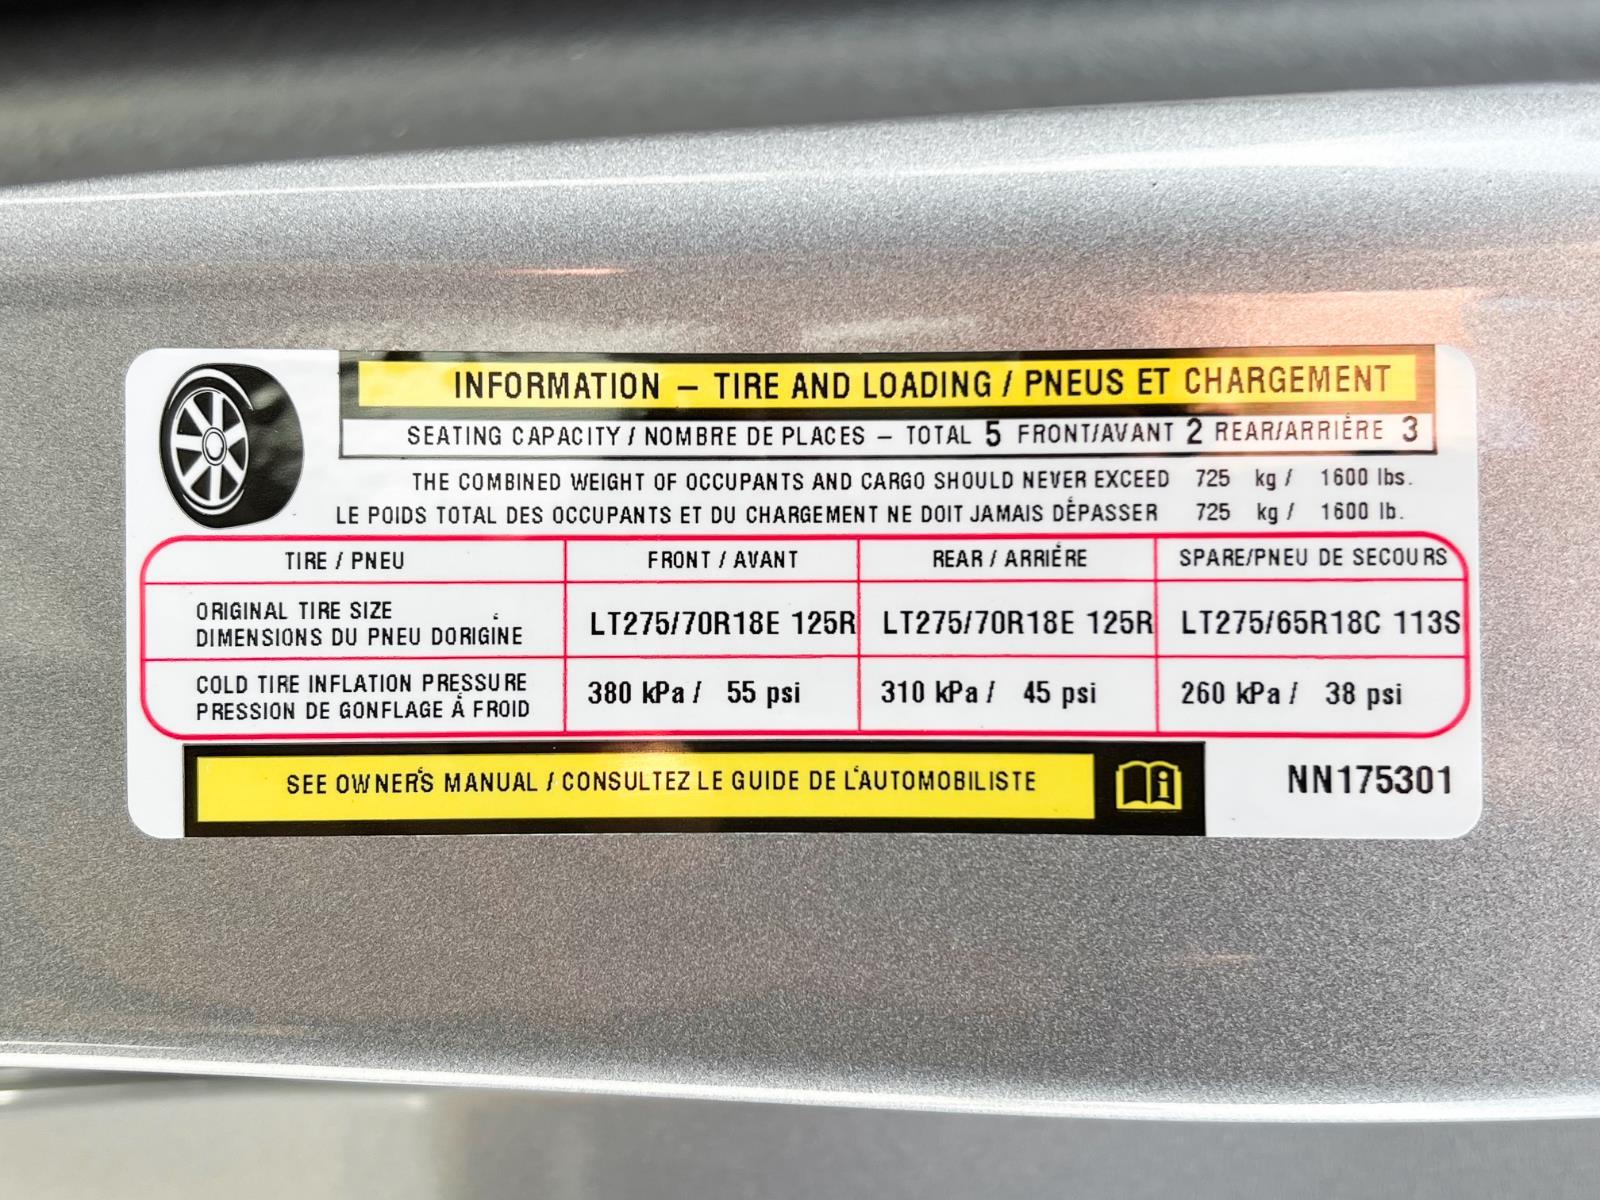 INFORMATION – TIRE AND LOADING / PNEUS ET CHARGEMENT
SEATING CAPACITY / NOMBRE DE PLACES – TOTAL 5 FRONT/AVANT 2 REAR/ARRIÈRE 3
THE COMBINED WEIGHT OF OCCUPANTS AND CARGO SHOULD NEVER EXCEED 725 kg / 1600 lbs.
LE POIDS TOTAL DES OCCUPANTS ET DU CHARGEMENT NE DOIT JAMAIS DÉPASSER 725 kg / 1600 lb.
TIRE / PNEU FRONT / AVANT REAR / ARRIÈRE SPARE/PNEU DE SECOURS
ORIGINAL TIRE SIZE
DIMENSIONS DU PNEU DORIGINE LT275/70R18E 125R LT275/70R18E 125R LT275/65R18C 113S
COLD TIRE INFLATION PRESSURE
PRESSION DE GONFLAGE À FROID 380 kPa / 55 psi 310 kPa / 45 psi 260 kPa / 38 psi
SEE OWNER'S MANUAL / CONSULTEZ LE GUIDE DE L'AUTOMOBILISTE
NN175301